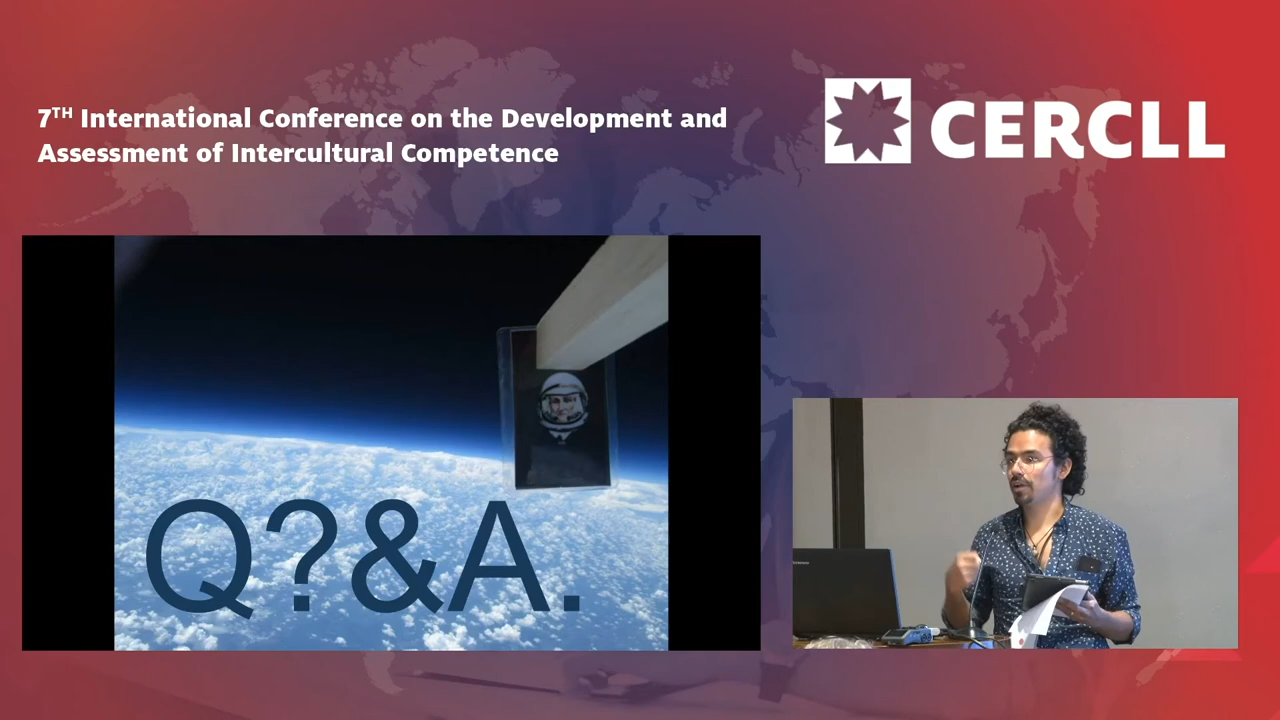 7TH International Conference on the Development and
Assessment of Intercultural Competence
CERCLL
Q?&A.